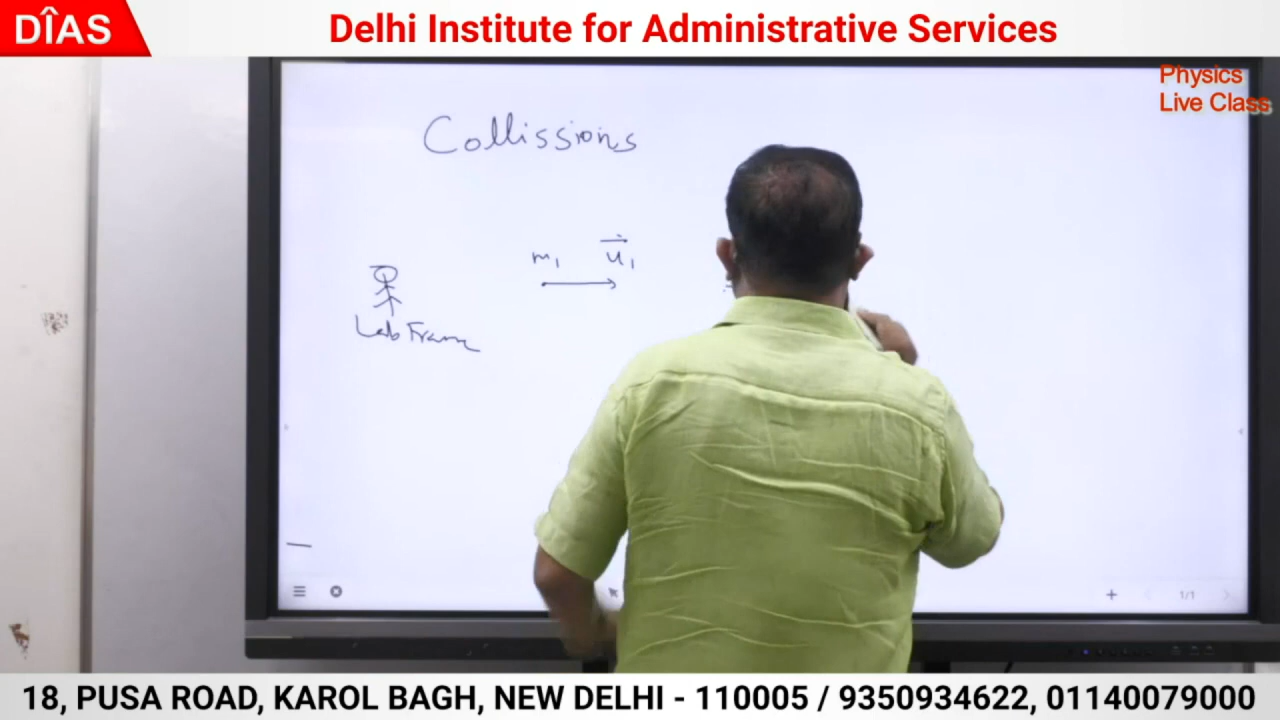 DÎAS
Delhi Institute for Administrative Services
Physics
Live Class
Collissions
m₁ u⃗₁
Lab Fram
1/1
18, PUSA ROAD, KAROL BAGH, NEW DELHI - 110005 / 9350934622, 01140079000